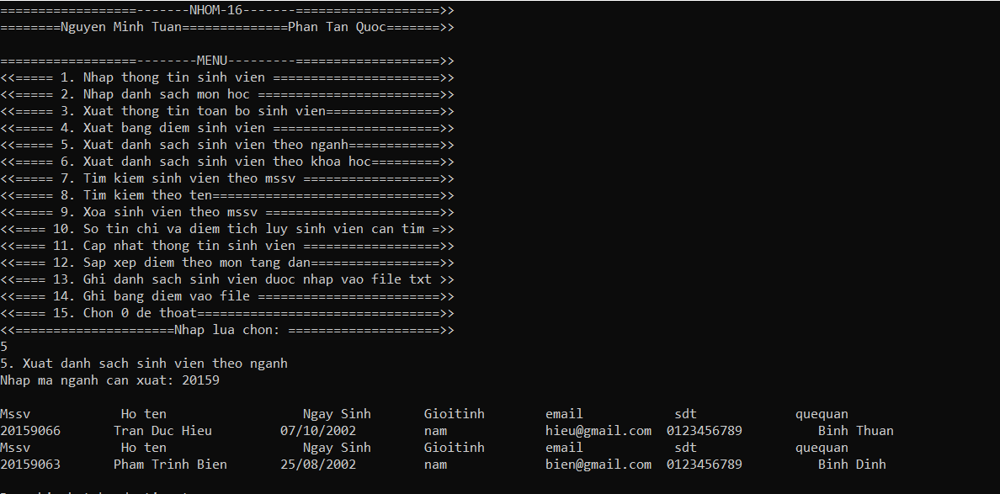 ==================-------NHOM-16-------===================>>
========Nguyen Minh Tuan==============Phan Tan Quoc=======>>
==================--------MENU---------===================>>
<<===== 1. Nhap thong tin sinh vien ======================>>
<<===== 2. Nhap danh sach mon hoc ========================>>
<<===== 3. Xuat thong tin toan bo sinh vien===============>>
<<===== 4. Xuat bang diem sinh vien ======================>>
<<===== 5. Xuat danh sach sinh vien theo nganh============>>
<<===== 6. Xuat danh sach sinh vien theo khoa hoc=========>>
<<===== 7. Tim kiem sinh vien theo mssv ==================>>
<<===== 8. Tim kiem theo ten==============================>>
<<===== 9. Xoa sinh vien theo mssv =======================>>
<<==== 10. So tin chi va diem tich luy sinh vien can tim =>>
<<==== 11. Cap nhat thong tin sinh vien ==================>>
<<==== 12. Sap xep diem theo mon tang dan=================>>
<<==== 13. Ghi danh sach sinh vien duoc nhap vao file txt >>
<<==== 14. Ghi bang diem vao file ========================>>
<<==== 15. Chon 0 de thoat================================>>
<<=====================Nhap lua chon: ====================>>
5
5. Xuat danh sach sinh vien theo nganh
Nhap ma nganh can xuat: 20159
Mssv Ho ten Ngay Sinh Gioitinh email sdt quequan
20159066 Tran Duc Hieu 07/10/2002 nam hieu@gmail.com 0123456789 Binh Thuan
Mssv Ho ten Ngay Sinh Gioitinh email sdt quequan
20159063 Pham Trinh Bien 25/08/2002 nam bien@gmail.com 0123456789 Binh Dinh